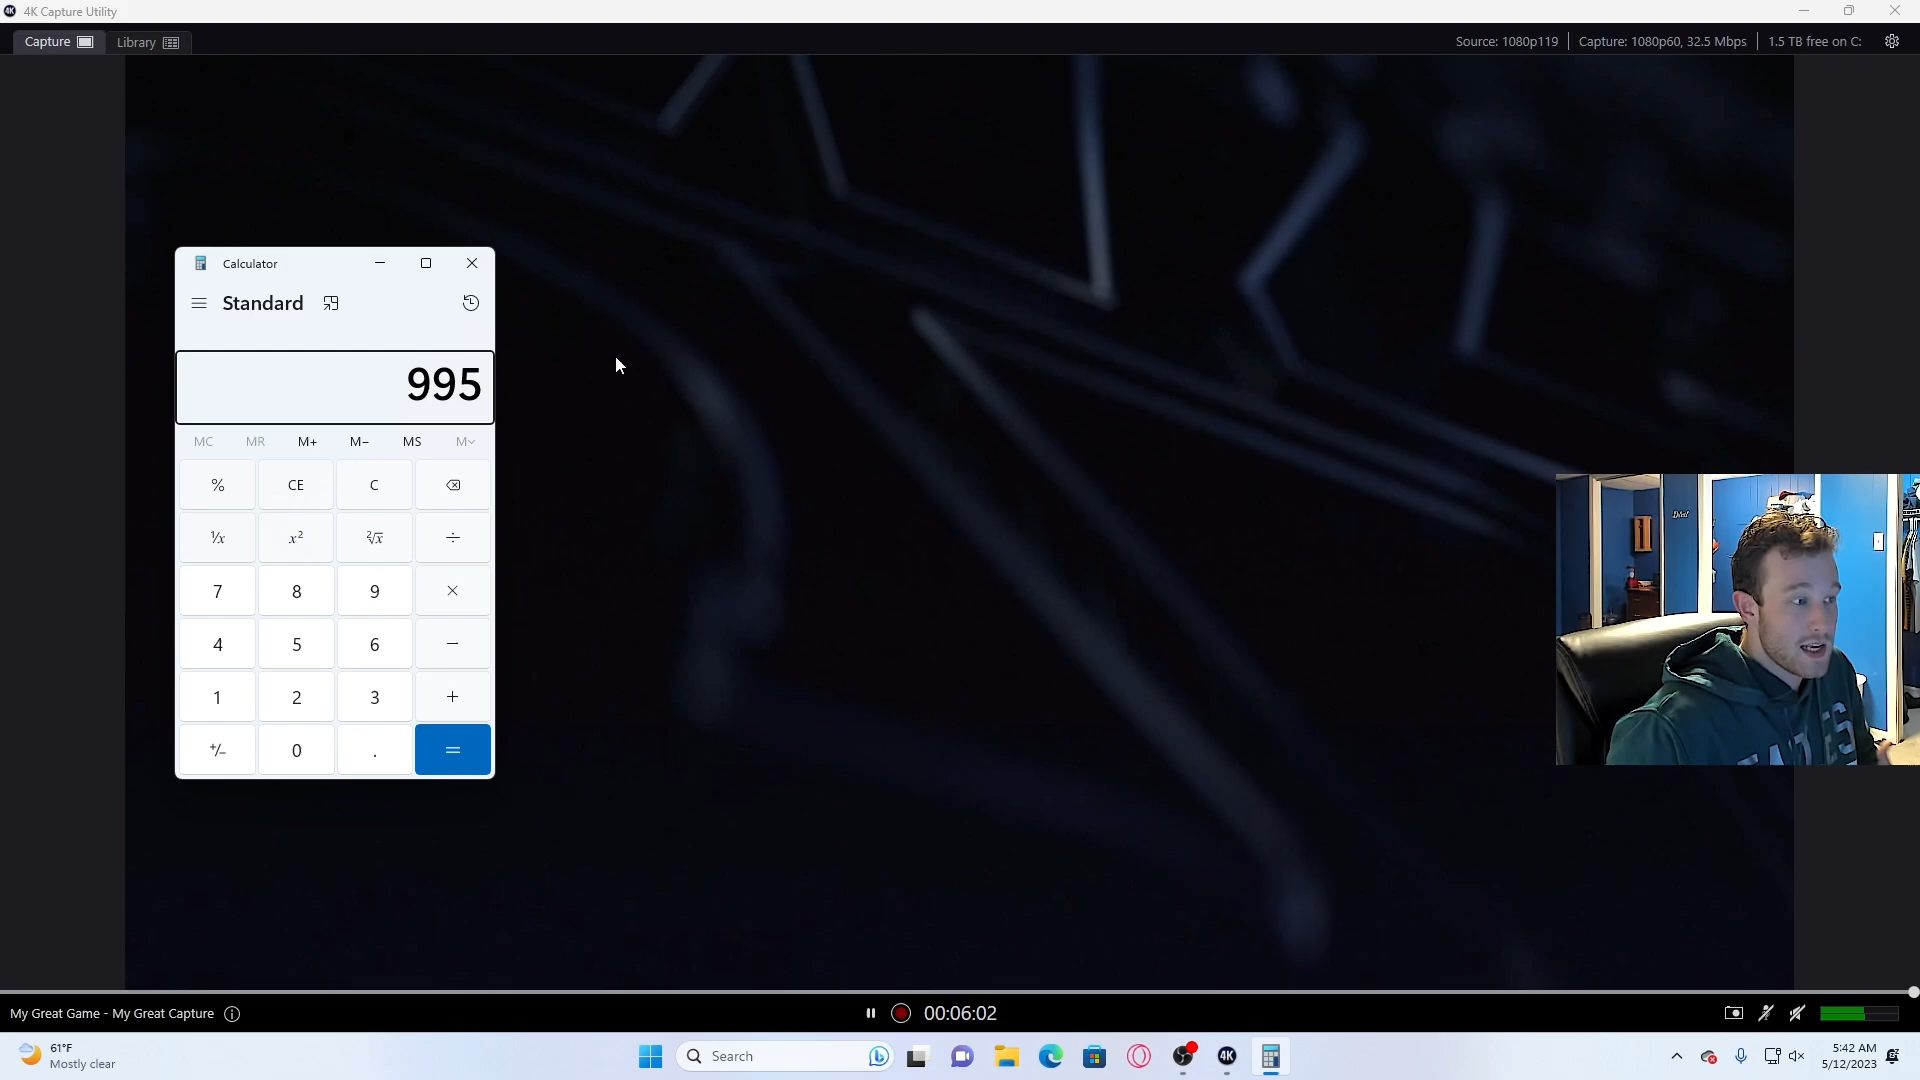 4K 4K Capture Utility
Capture Library
Source: 1080p119 Capture: 1080p60, 32.5 Mbps 1.5 TB free on C:
Calculator
Standard
995
MC MR M+ M− MS M
% CE C
⅟x x² ²√x ÷
7 8 9 ×
4 5 6 −
1 2 3 +
+/− 0 . =
My Great Game - My Great Capture
00:06:02
61°F
Mostly clear
Search
4K
5:42 AM
5/12/2023